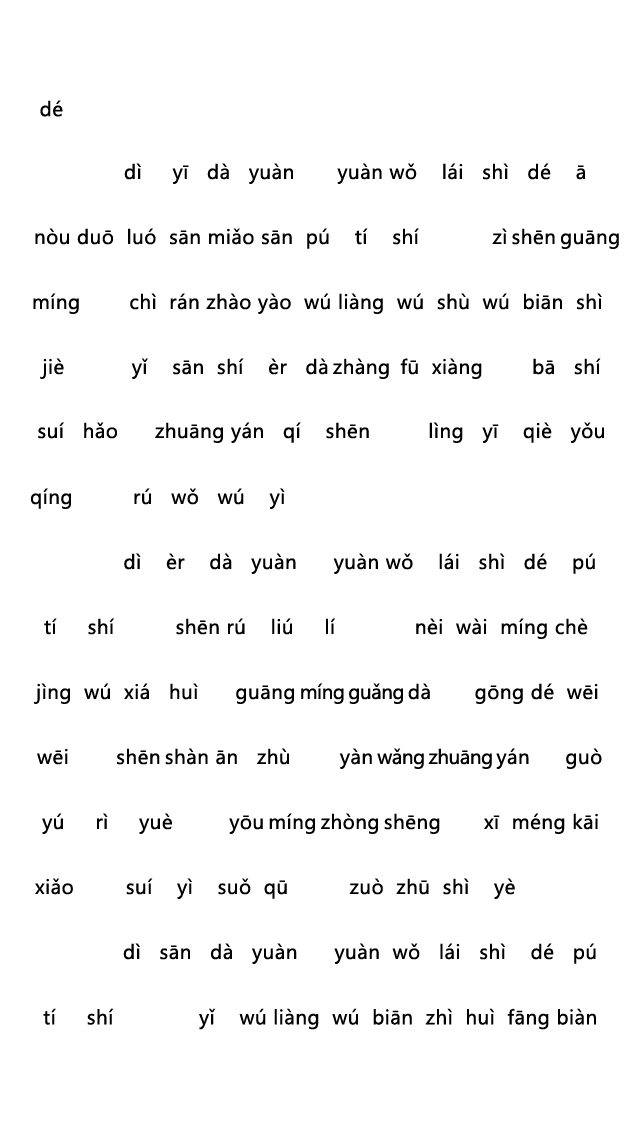 dé
dì yī dà yuàn yuàn wǒ lái shì dé ā
nòu duō luó sān miǎo sān pú tí shí zì shēn guāng
míng chì rán zhào yào wú liàng wú shù wú biān shì
jiè yǐ sān shí èr dà zhàng fū xiàng bā shí
suí hǎo zhuāng yán qí shēn lìng yī qiè yǒu
qíng rú wǒ wú yì
dì èr dà yuàn yuàn wǒ lái shì dé pú
tí shí shēn rú liú lí nèi wài míng chè
jìng wú xiá huì guāng míng guǎng dà gōng dé wēi
wēi shēn shàn ān zhù yàn wǎng zhuāng yán guò
yú rì yuè yōu míng zhòng shēng xī méng kāi
xiǎo suí yì suǒ qū zuò zhū shì yè
dì sān dà yuàn yuàn wǒ lái shì dé pú
tí shí yǐ wú liàng wú biān zhì huì fāng biàn